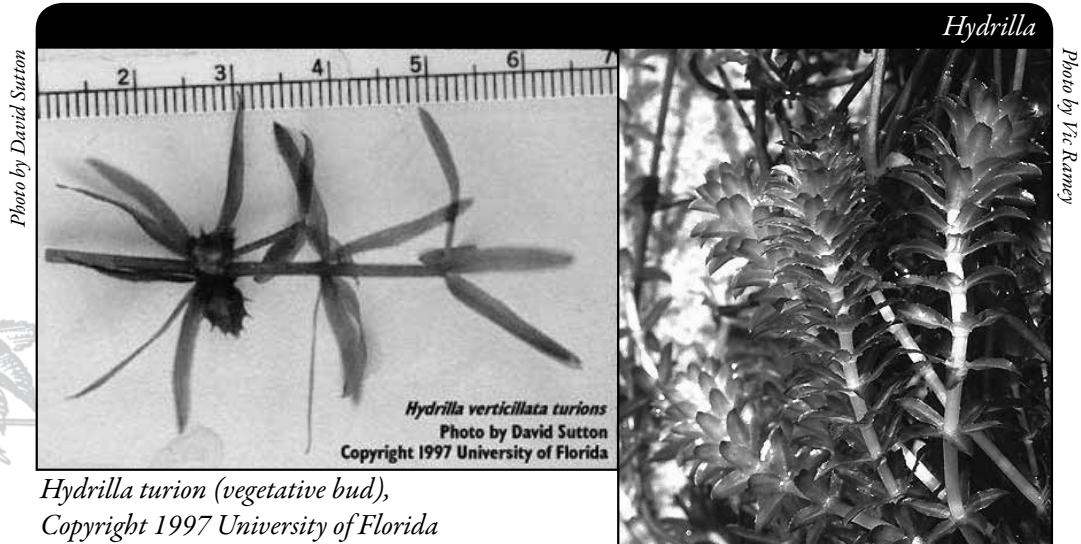 Hydrilla
Photo by David Sutton
2 3 4 5 6 7
Hydrilla verticillata turions
Photo by David Sutton
Copyright 1997 University of Florida
Photo by Vic Ramey
Hydrilla turion (vegetative bud),
Copyright 1997 University of Florida